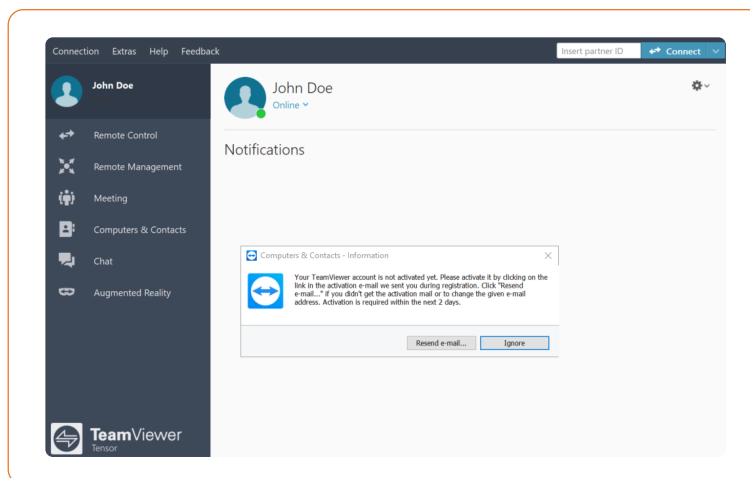 Connection Extras Help Feedback
Insert partner ID
Connect
John Doe
John Doe
Online
Remote Control
Remote Management
Meeting
Computers & Contacts
Chat
Augmented Reality
Notifications
Computers & Contacts - Information
Your TeamViewer account is not activated yet. Please activate it by clicking on the
link in the activation e-mail we sent you during registration. Click "Resend
e-mail..." if you didn't get the activation mail or to change the given e-mail
address. Activation is required within the next 2 days.
Resend e-mail...
Ignore
TeamViewer
Tensor